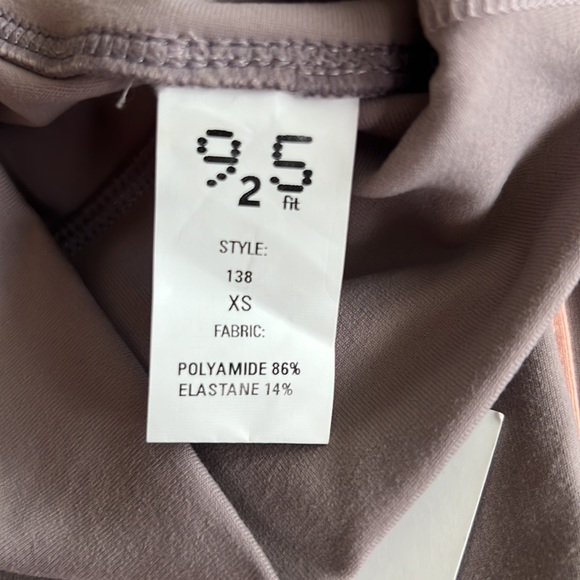 925
fit
STYLE:
138
XS
FABRIC:
POLYAMIDE 86%
ELASTANE 14%